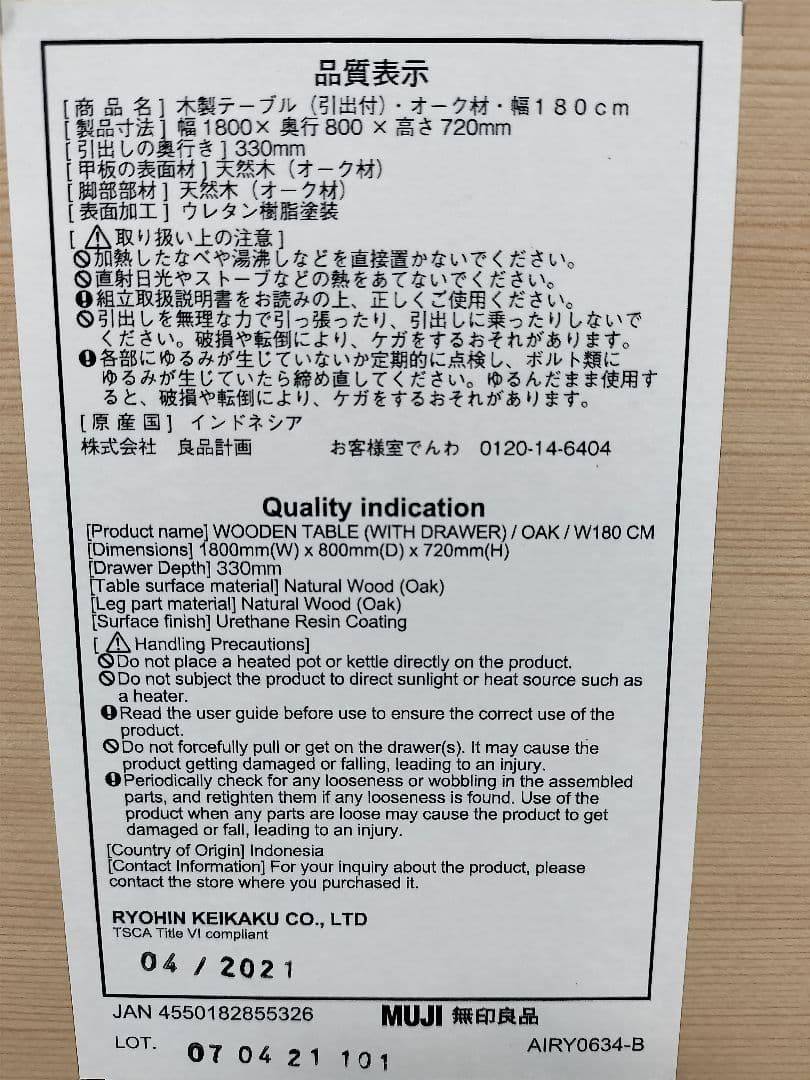 品質表示
[商品名] 木製テーブル（引出付）・オーク材・幅１８０ｃｍ
[製品寸法] 幅1800× 奥行800 × 高さ720mm
[引出しの奥行き] 330mm
[甲板の表面材] 天然木（オーク材）
[脚部部材] 天然木（オーク材）
[表面加工] ウレタン樹脂塗装
[⚠取り扱い上の注意]
🚫加熱したなべや湯沸しなどを直接置かないでください。
🚫直射日光やストーブなどの熱をあてないでください。
❗組立取扱説明書をお読みの上、正しくご使用ください。
🚫引出しを無理な力で引っ張ったり、引出しに乗ったりしないで
ください。破損や転倒により、ケガをするおそれがあります。
❗各部にゆるみが生じていないか定期的に点検し、ボルト類に
ゆるみが生じていたら締め直してください。ゆるんだまま使用す
ると、破損や転倒により、ケガをするおそれがあります。
[原産国] インドネシア
株式会社 良品計画 お客様室でんわ 0120-14-6404
Quality indication
[Product name] WOODEN TABLE (WITH DRAWER) / OAK / W180 CM
[Dimensions] 1800mm(W) x 800mm(D) x 720mm(H)
[Drawer Depth] 330mm
[Table surface material] Natural Wood (Oak)
[Leg part material] Natural Wood (Oak)
[Surface finish] Urethane Resin Coating
[⚠Handling Precautions]
🚫Do not place a heated pot or kettle directly on the product.
🚫Do not subject the product to direct sunlight or heat source such as
a heater.
❗Read the user guide before use to ensure the correct use of the
product.
🚫Do not forcefully pull or get on the drawer(s). It may cause the
product getting damaged or falling, leading to an injury.
❗Periodically check for any looseness or wobbling in the assembled
parts, and retighten them if any looseness is found. Use of the
product when any parts are loose may cause the product to get
damaged or fall, leading to an injury.
[Country of Origin] Indonesia
[Contact Information] For your inquiry about the product, please
contact the store where you purchased it.
RYOHIN KEIKAKU CO., LTD
TSCA Title VI compliant
04 / 2021
JAN 4550182855326 MUJI 無印良品
LOT. 07 04 21 101 AIRY0634-B